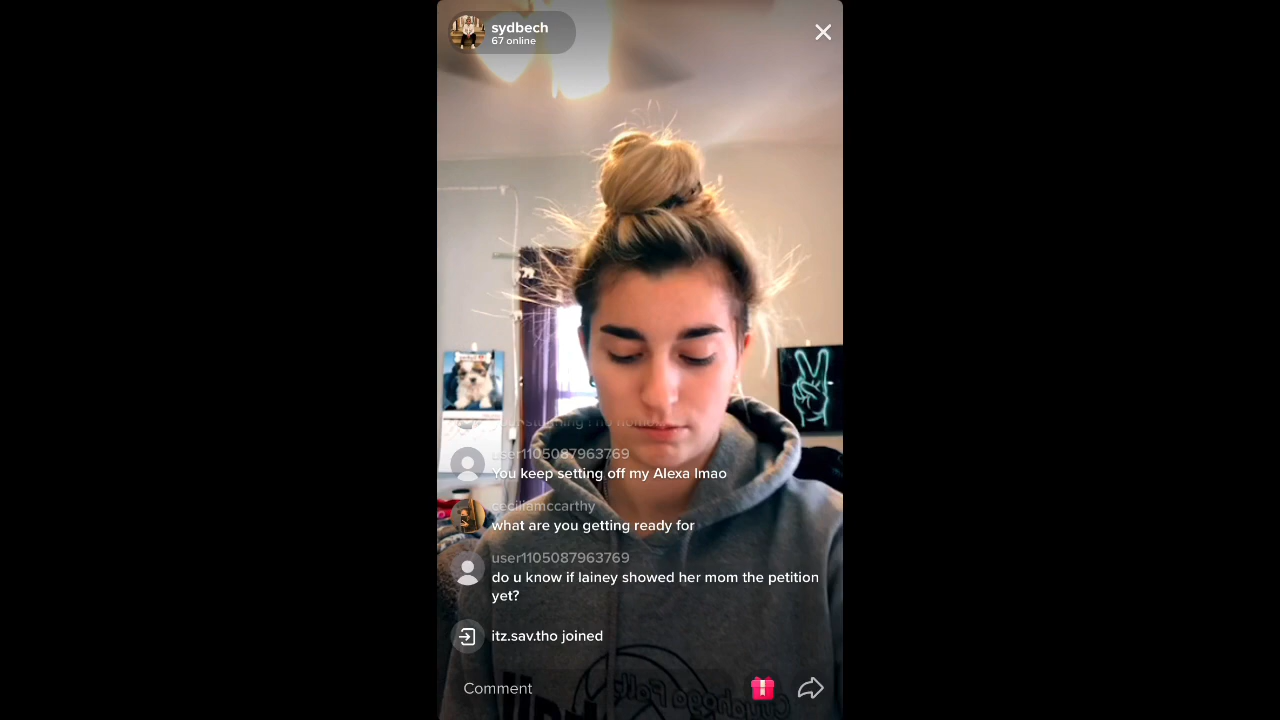 sydbech
67 online
user1105087963769
You keep setting off my Alexa lmao
ceciliamccarthy
what are you getting ready for
user1105087963769
do u know if lainey showed her mom the petition
yet?
itz.sav.tho joined
Comment